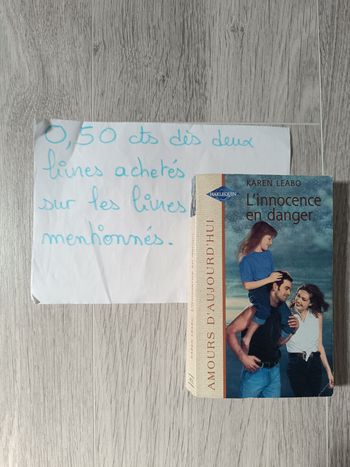 0,50 cts dès deux
livres achetés
sur les livres
mentionnés.
KAREN LEABO
HARLEQUIN
L'innocence
en danger
AMOURS D'AUJOURD'HUI